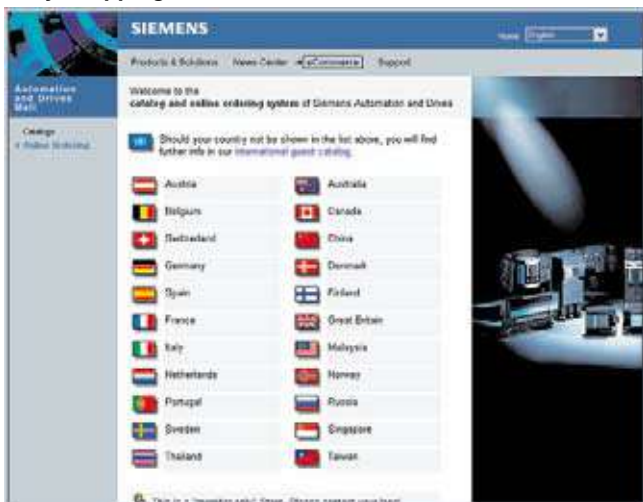 SIEMENS
Home English
Products & Solutions News Center eCommerce Support
Automation
and Drives
Mall
Catalogs
Online Ordering
Welcome to the
catalog and online ordering system of Siemens Automation and Drives
Should your country not be shown in the list above, you will find
further info in our international guest catalog.
Austria Australia
Belgium Canada
Switzerland China
Germany Denmark
Spain Finland
France Great Britain
Italy Malaysia
Netherlands Norway
Portugal Russia
Sweden Singapore
Thailand Taiwan